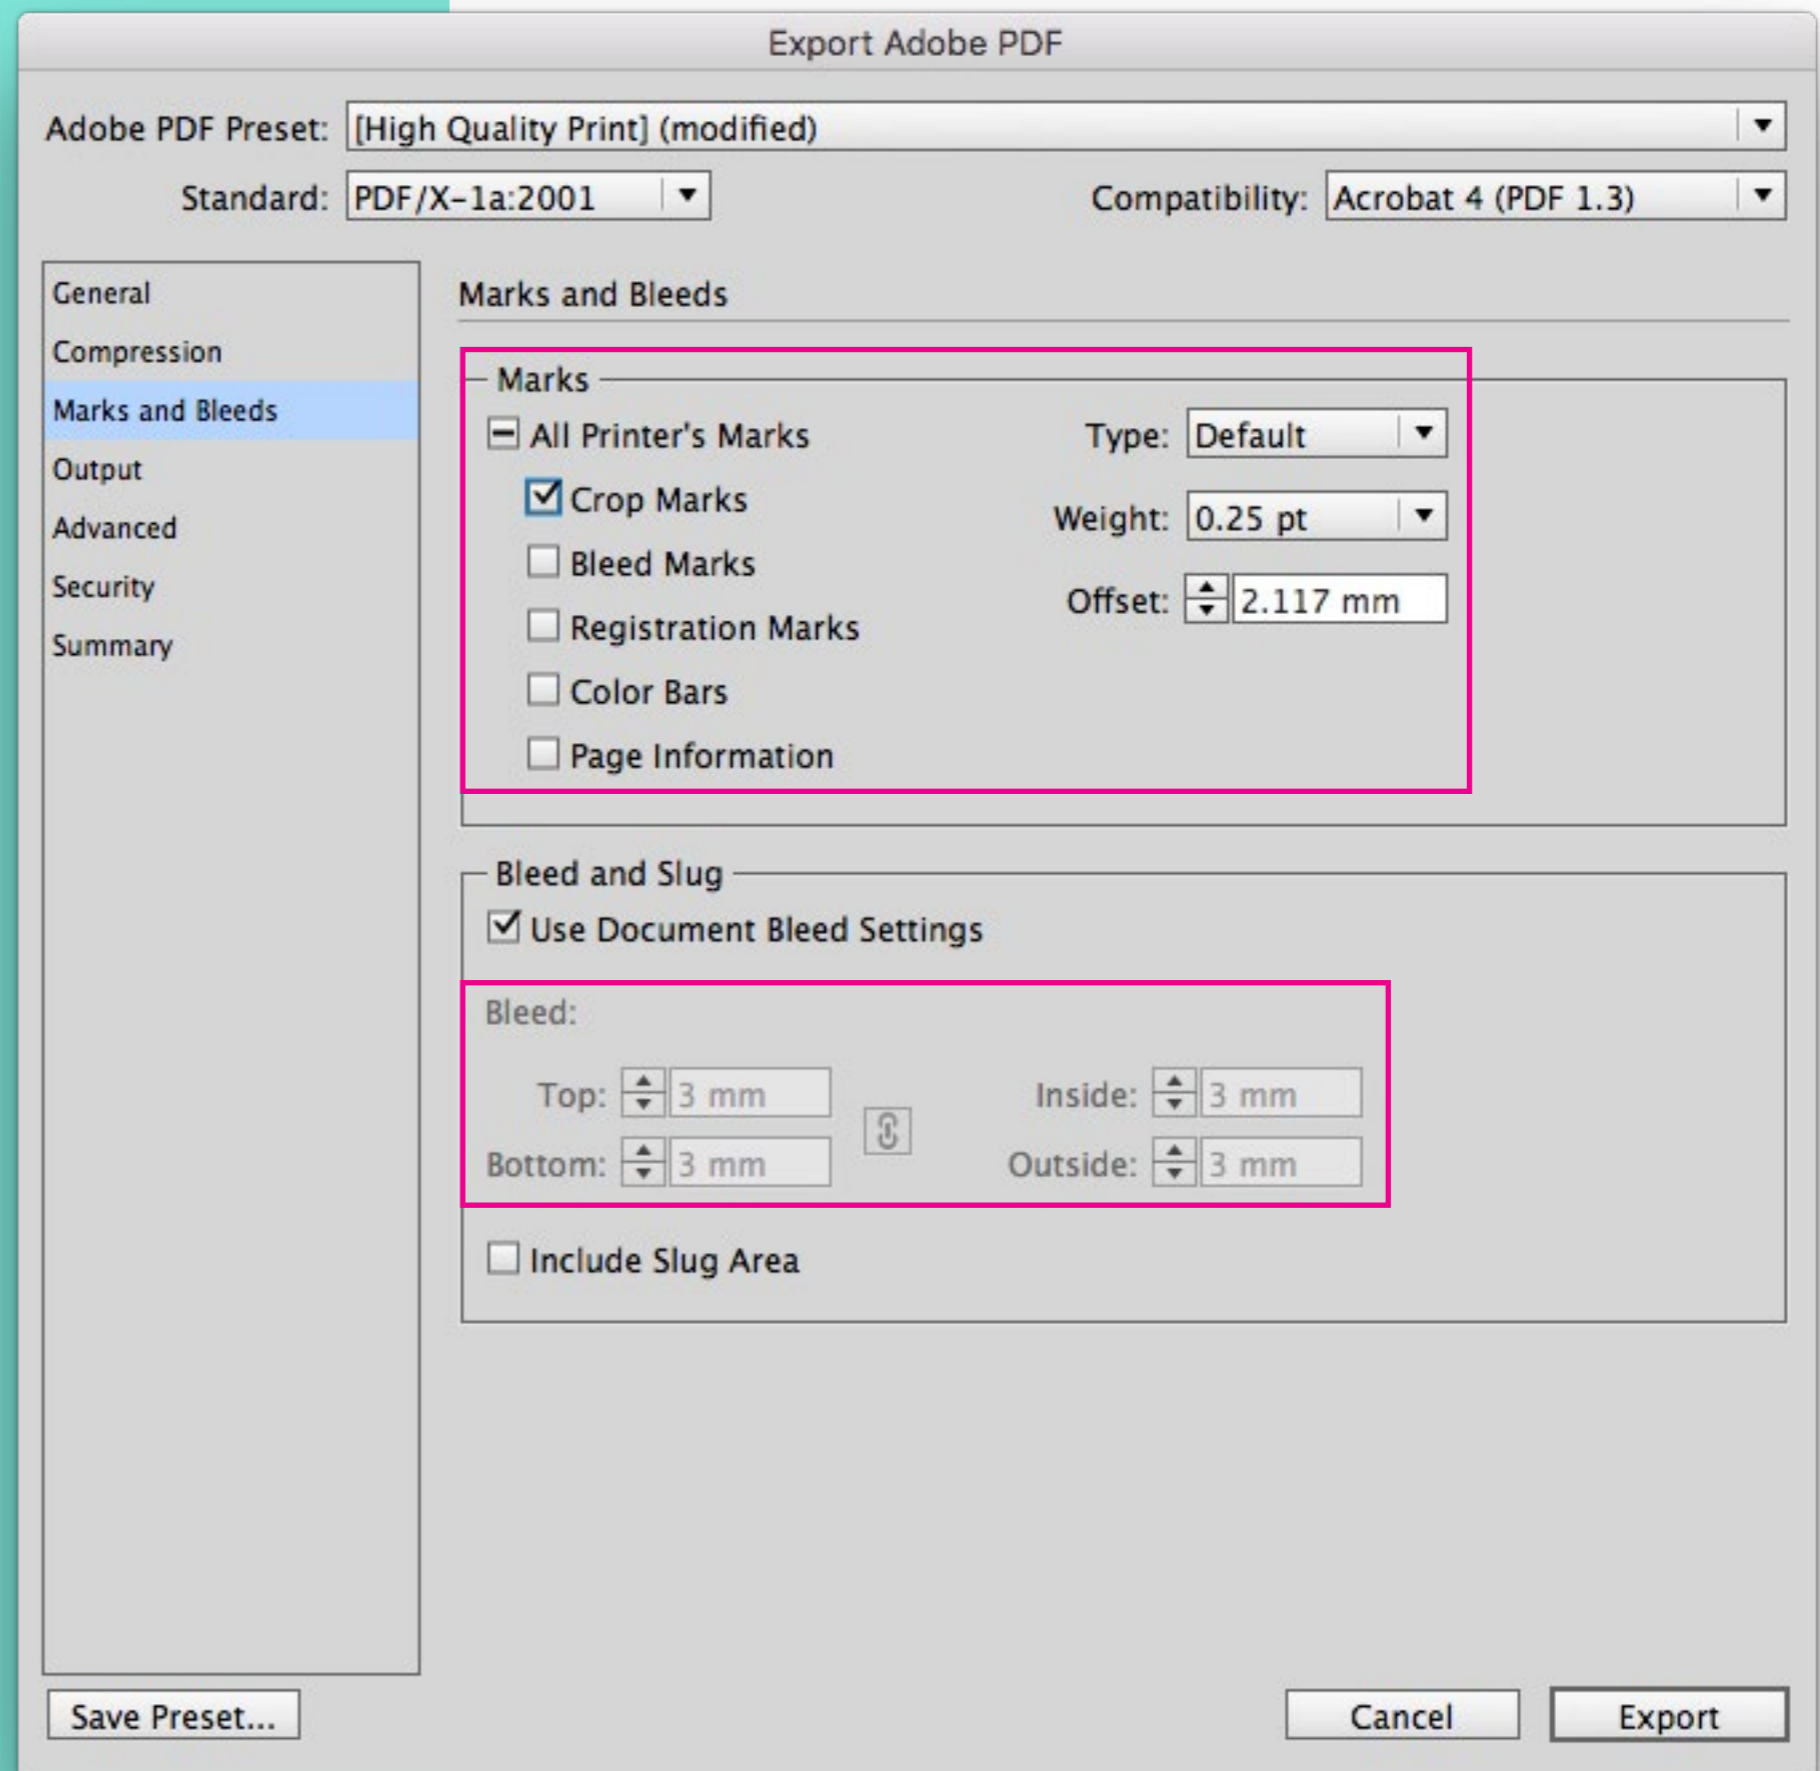 Export Adobe PDF
Adobe PDF Preset: [High Quality Print] (modified)
Standard: PDF/X-1a:2001 Compatibility: Acrobat 4 (PDF 1.3)
General
Compression
Marks and Bleeds
Output
Advanced
Security
Summary
Marks and Bleeds
Marks
All Printer's Marks
Crop Marks
Bleed Marks
Registration Marks
Color Bars
Page Information
Type: Default
Weight: 0.25 pt
Offset: 2.117 mm
Bleed and Slug
Use Document Bleed Settings
Bleed:
Top: 3 mm Inside: 3 mm
Bottom: 3 mm Outside: 3 mm
Include Slug Area
Save Preset... Cancel Export